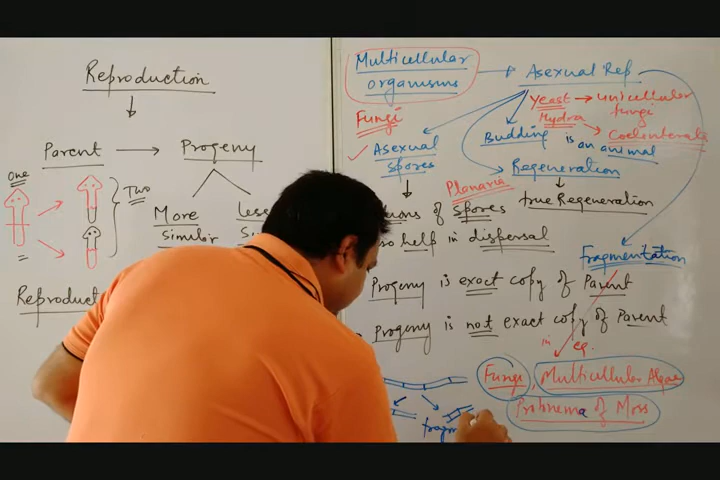 Reproduction
Parent → Progeny
One
Two
More
similar
less
Reproduct
Multicellular
organisms
Asexual Rep
Yeast → unicellular
fungi
Hydra → Coelenterate
Fungi
Budding is an animal
✓ Asexual
spores
Regeneration
Planaria
of spores
true Regeneration
help in dispersal
Fragmentation
Progeny is exact copy of Parent
Progeny is not exact copy of Parent
in eg.
Fungi, Multicellular Algae
Protonema of Moss
fragm